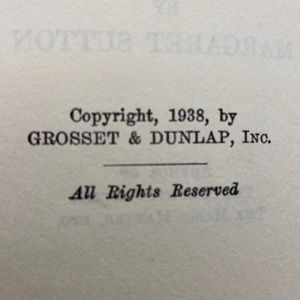 Copyright, 1938, by
GROSSET & DUNLAP, Inc.
All Rights Reserved